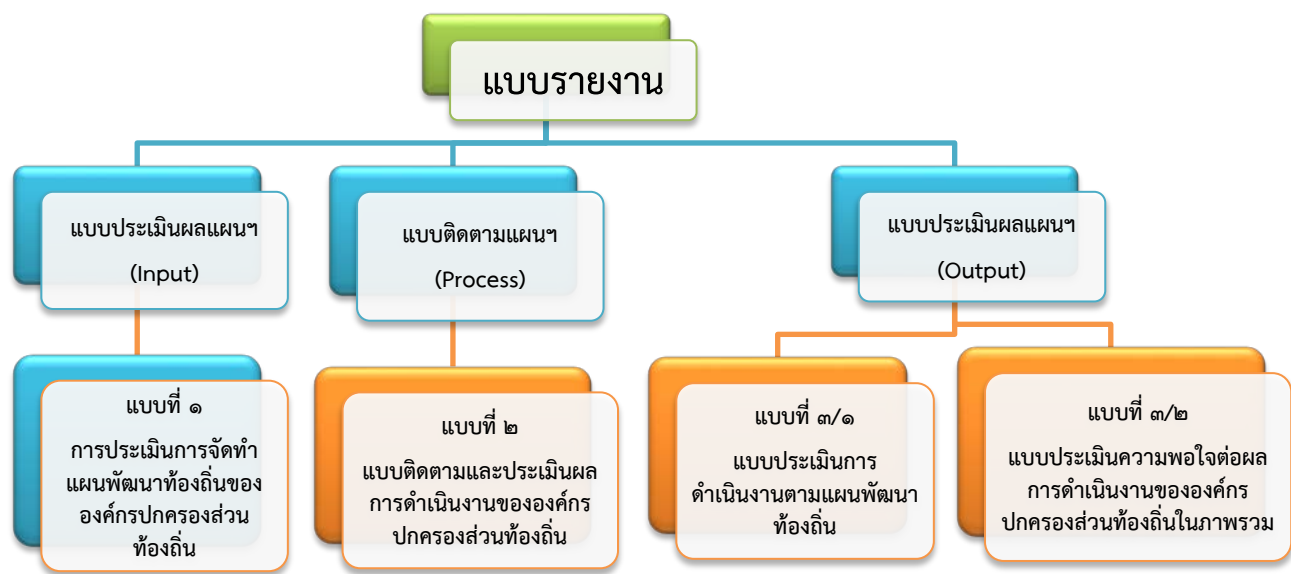 แบบรายงาน
แบบประเมินผลแผนฯ
(Input)
แบบติดตามแผนฯ
(Process)
แบบประเมินผลแผนฯ
(Output)
แบบที่ ๑
การประเมินการจัดทำ
แผนพัฒนาท้องถิ่นของ
องค์กรปกครองส่วน
ท้องถิ่น
แบบที่ ๒
แบบติดตามและประเมินผล
การดำเนินงานขององค์กร
ปกครองส่วนท้องถิ่น
แบบที่ ๓/๑
แบบประเมินการ
ดำเนินงานตามแผนพัฒนา
ท้องถิ่น
แบบที่ ๓/๒
แบบประเมินความพอใจต่อผล
การดำเนินงานขององค์กร
ปกครองส่วนท้องถิ่นในภาพรวม